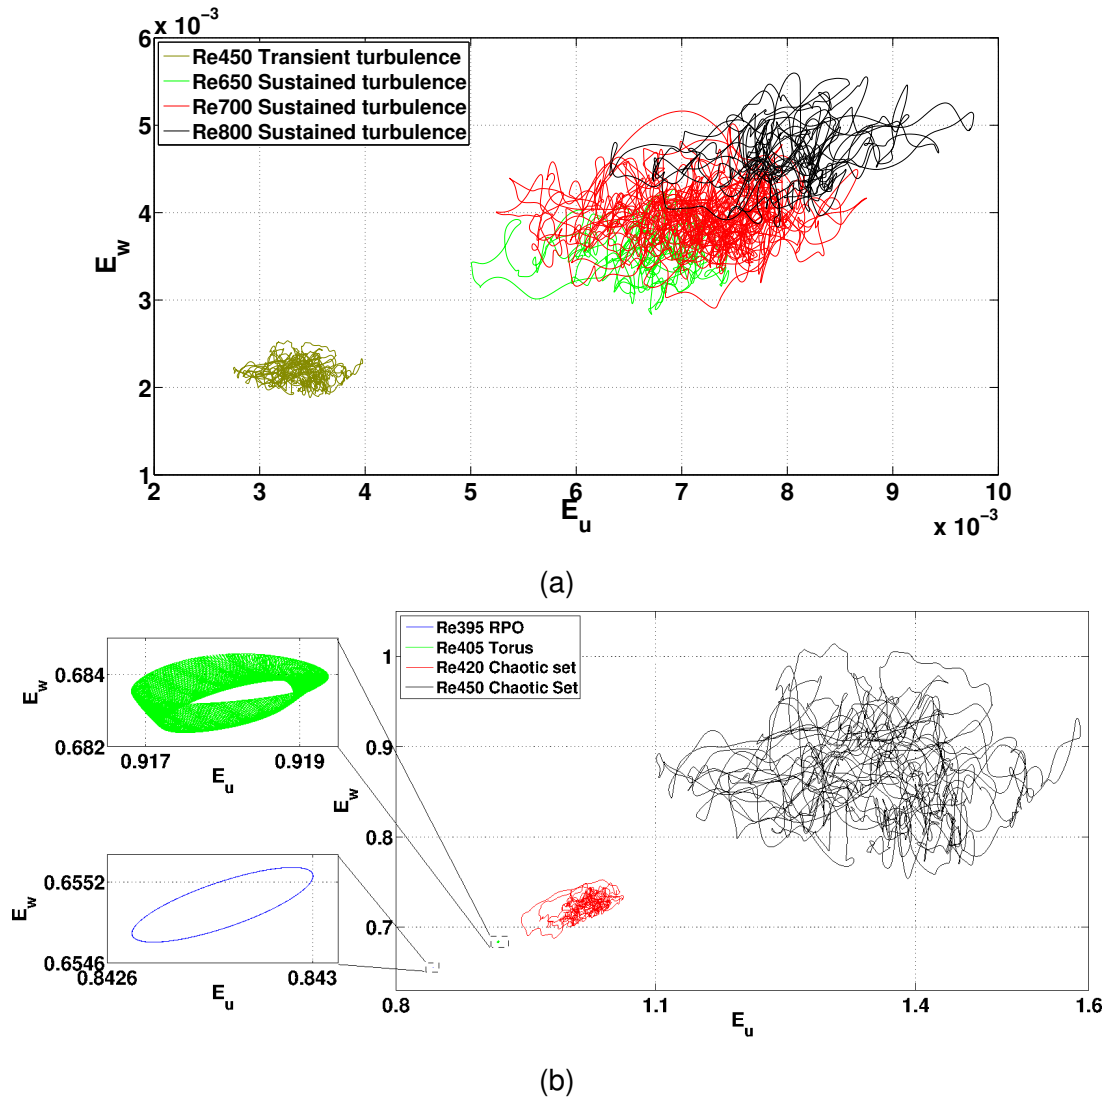 x 10⁻³
6
5
4
3
2
1
E_w
Re450 Transient turbulence
Re650 Sustained turbulence
Re700 Sustained turbulence
Re800 Sustained turbulence
2 3 4 5 6 7 8 9 10
E_u
x 10⁻³
(a)
0.684
0.682
E_w
0.917 0.919
E_u
0.6552
0.6546
E_w
0.8426 0.843
E_u
Re395 RPO
Re405 Torus
Re420 Chaotic set
Re450 Chaotic Set
1
0.9
0.8
0.7
E_w
0.8 1.1 1.4 1.6
E_u
(b)